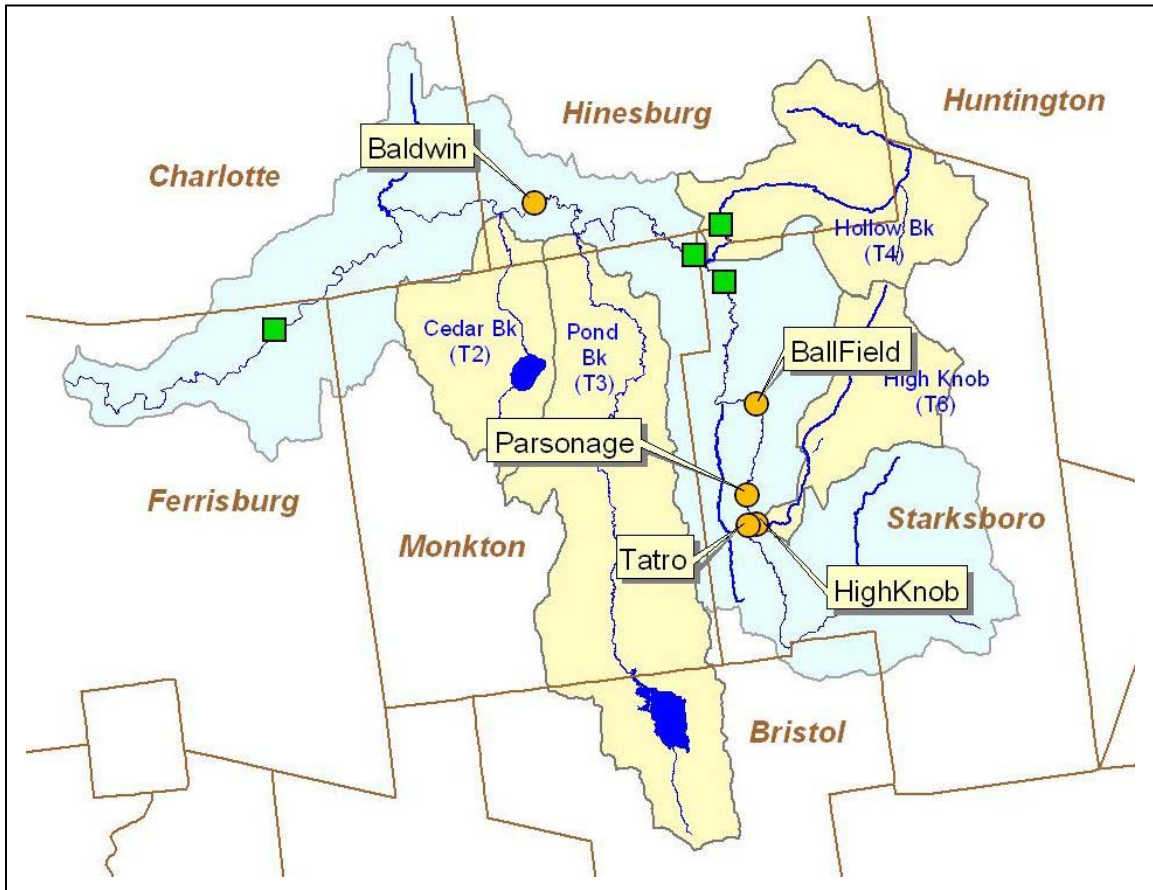 Hinesburg
Huntington
Baldwin
Charlotte
Hollow Bk
(T4)
Cedar Bk
(T2)
Pond
Bk
(T3)
BallField
High Knob
(T6)
Parsonage
Ferrisburg
Starksboro
Monkton
Tatro
HighKnob
Bristol